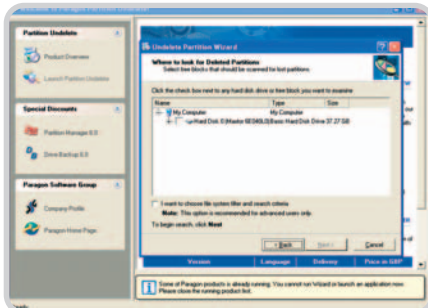 Partition Undelete
Product Overview
Launch Partition Undelete
Special Discounts
Partition Manager 8.0
Drive Backup 8.0
Paragon Software Group
Company Profile
Paragon Home Page
Undelete Partition Wizard
Where to look for Deleted Partitions
Select free blocks that should be scanned for lost partitions
Click the check box next to any hard disk drive or free block you want to examine
Name Type Size
My Computer My Computer
Hard Disk 0 Basic Hard Disk Drive 37.27 GB
I want to choose file system filter and search criteria
Note: This option is recommended for advanced users only.
To begin search, click Next
< Back Next > Cancel
Version Language Delivery Price in GBP
Some of Paragon products is already running. You cannot run Wizard or launch an application now.
Please close the running product first.